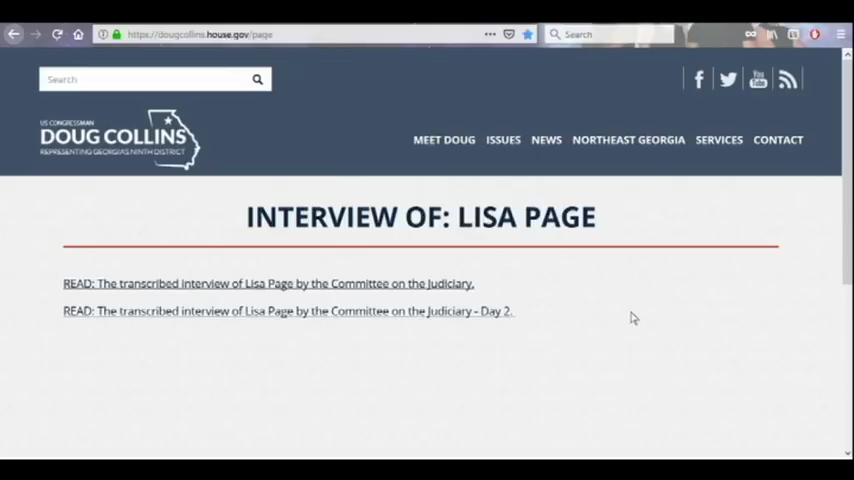 https://dougcollins.house.gov/page
Search
Search
US CONGRESSMAN
DOUG COLLINS
REPRESENTING GEORGIA'S NINTH DISTRICT
You
Tube
MEET DOUG ISSUES NEWS NORTHEAST GEORGIA SERVICES CONTACT
INTERVIEW OF: LISA PAGE
READ: The transcribed interview of Lisa Page by the Committee on the Judiciary.
READ: The transcribed interview of Lisa Page by the Committee on the Judiciary - Day 2.